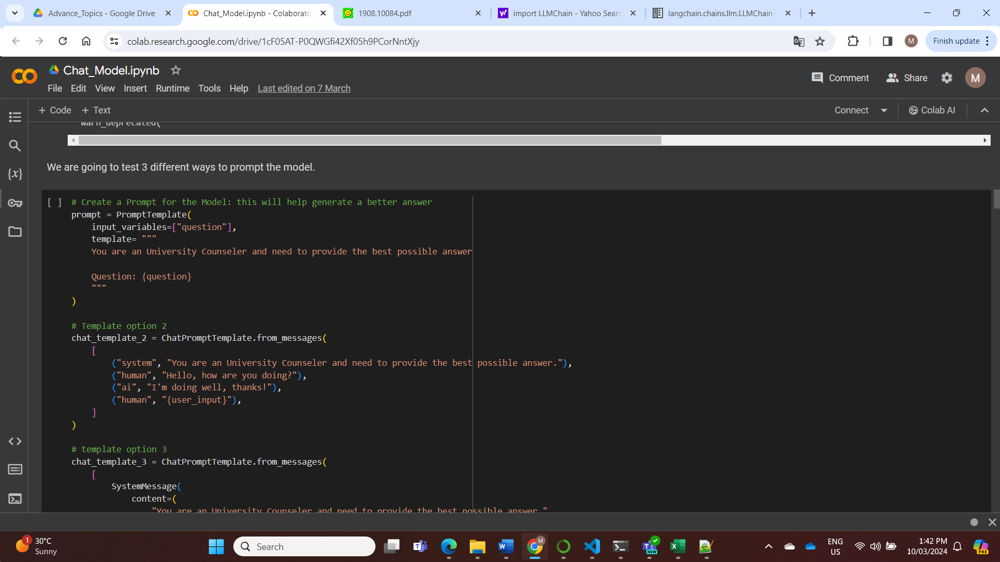 Advance_Topics - Google Drive
Chat_Model.ipynb - Colaborato
1908.10084.pdf
import LLMChain - Yahoo Searc
langchain.chains.llm.LLMChain -
colab.research.google.com/drive/1cF05AT-P0QWGfi42Xf05h9PCorNntXjy
M
Finish update
Chat_Model.ipynb
Comment
Share
M
File Edit View Insert Runtime Tools Help Last edited on 7 March
+ Code + Text
Connect
Colab AI
warn_deprecated(
We are going to test 3 different ways to prompt the model.
[ ] # Create a Prompt for the Model: this will help generate a better answer
prompt = PromptTemplate(
input_variables=["question"],
template= """
You are an University Counseler and need to provide the best possible answer
Question: {question}
"""
)
# Template option 2
chat_template_2 = ChatPromptTemplate.from_messages(
[
("system", "You are an University Counseler and need to provide the best possible answer."),
("human", "Hello, how are you doing?"),
("ai", "I'm doing well, thanks!"),
("human", "{user_input}"),
]
)
# template option 3
chat_template_3 = ChatPromptTemplate.from_messages(
[
SystemMessage(
content=(
"You are an University Counseler and need to provide the best possible answer."
1
30°C
Sunny
Search
M
NEW
ENG
US
1:42 PM
10/03/2024
PRE